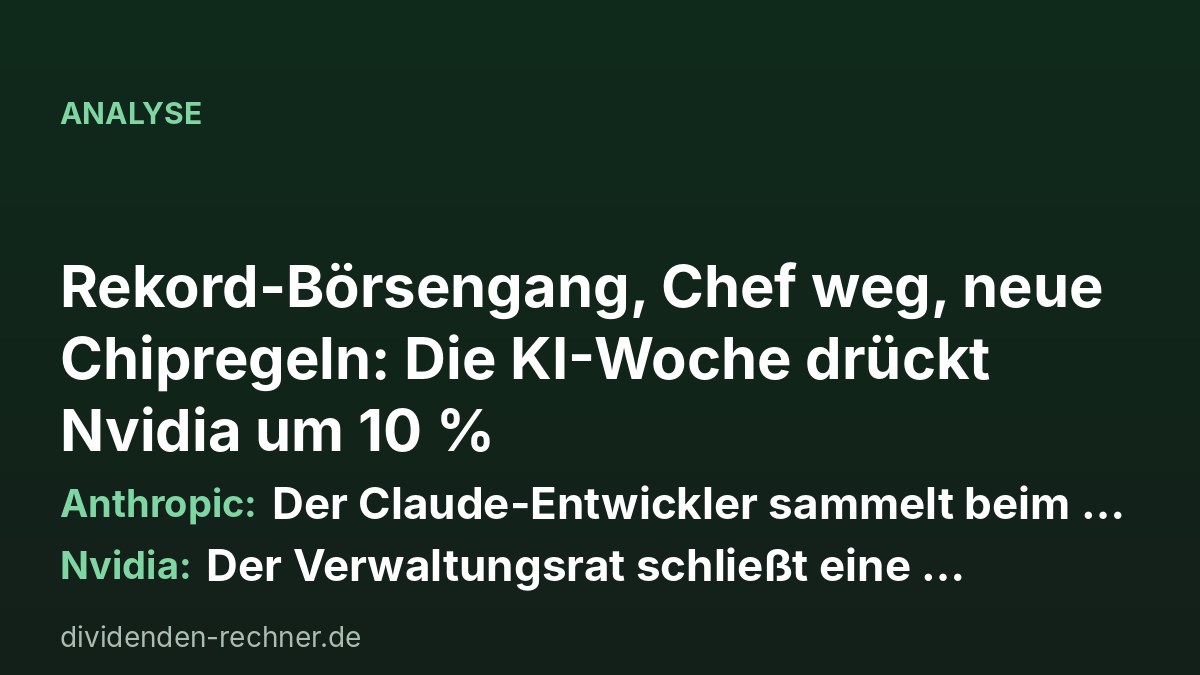 ANALYSE
Rekord-Börsengang, Chef weg, neue
Chipregeln: Die KI-Woche drückt
Nvidia um 10 %
Anthropic: Der Claude-Entwickler sammelt beim ...
Nvidia: Der Verwaltungsrat schließt eine ...
dividenden-rechner.de